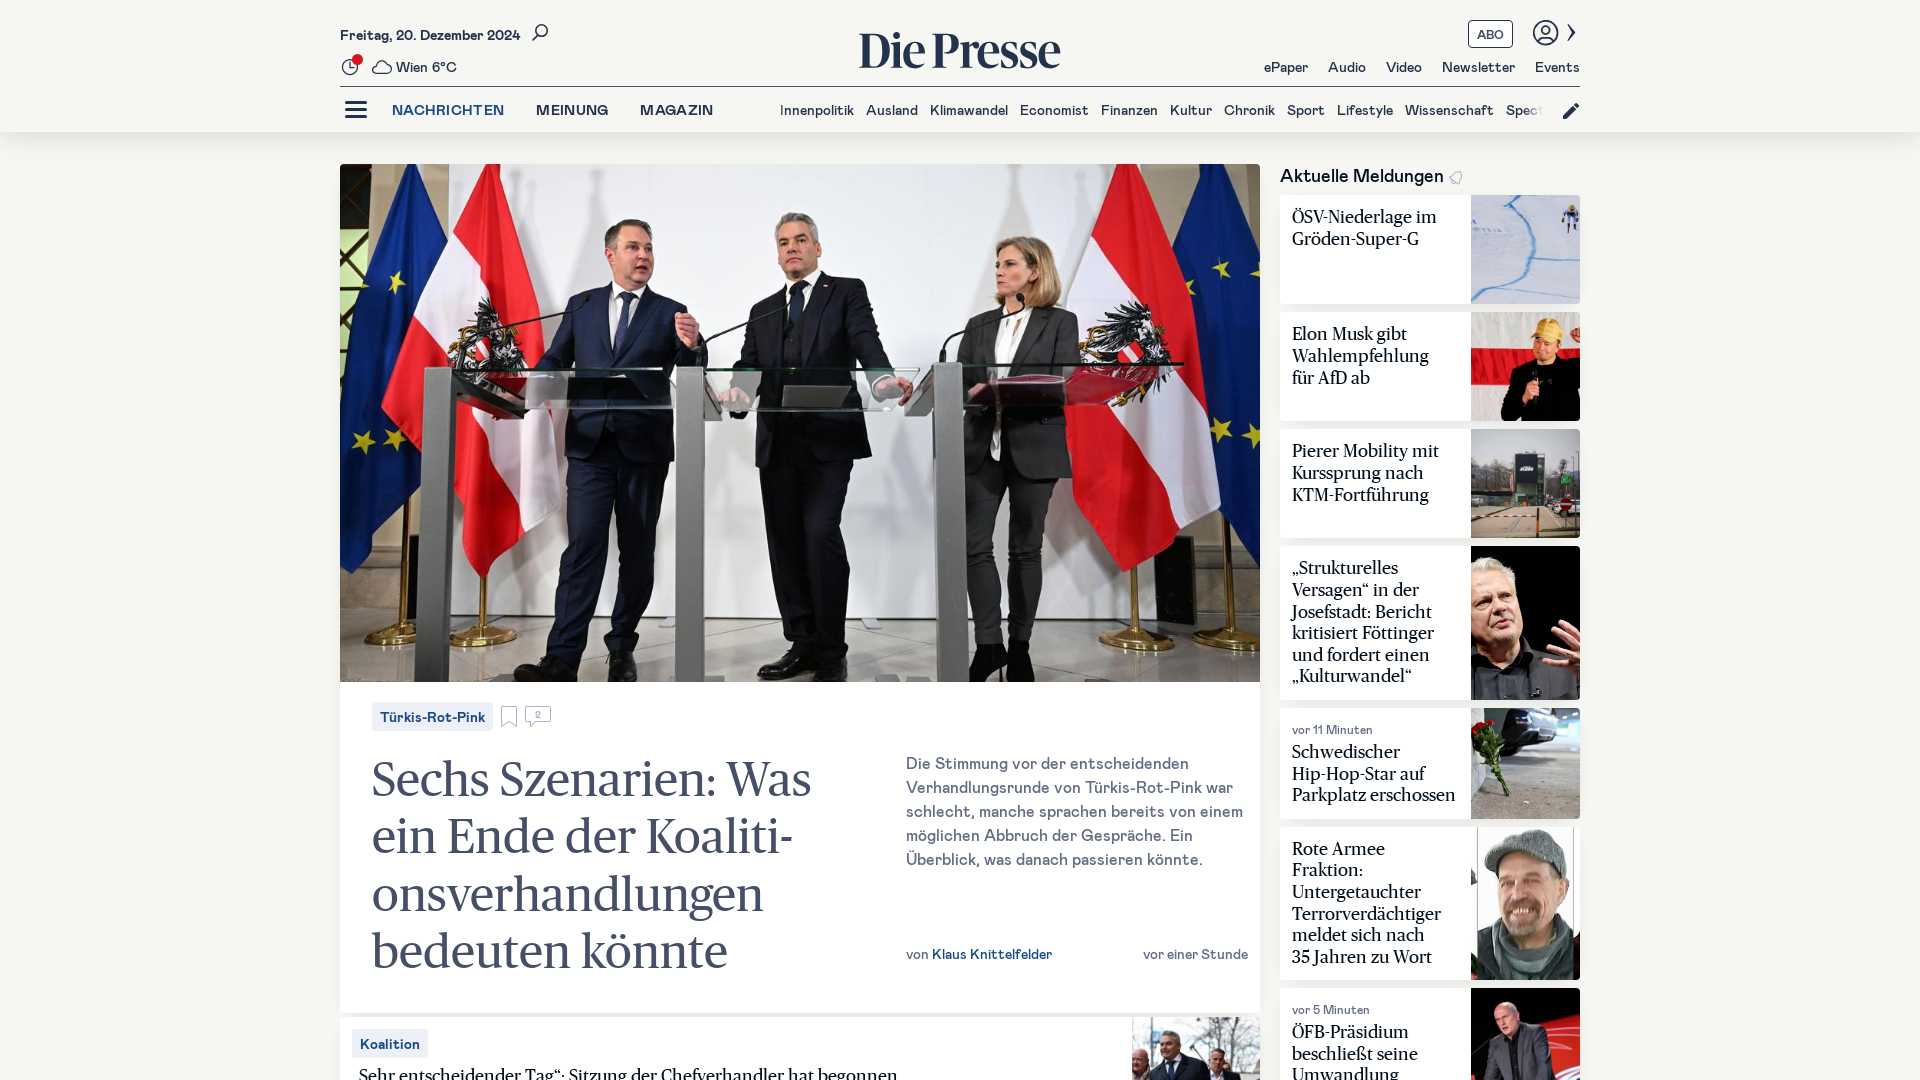 Freitag, 20. Dezember 2024
Wien 6°C
Die Presse
ABO
ePaper Audio Video Newsletter Events
NACHRICHTEN MEINUNG MAGAZIN
Innenpolitik Ausland Klimawandel Economist Finanzen Kultur Chronik Sport Lifestyle Wissenschaft Spect
Türkis-Rot-Pink
2
Sechs Szenarien: Was
ein Ende der Koaliti-
onsverhandlungen
bedeuten könnte
Die Stimmung vor der entscheidenden
Verhandlungsrunde von Türkis-Rot-Pink war
schlecht, manche sprachen bereits von einem
möglichen Abbruch der Gespräche. Ein
Überblick, was danach passieren könnte.
von Klaus Knittelfelder
vor einer Stunde
Koalition
Sehr entscheidender Tag“: Sitzung der Chefverhandler hat begonnen
Aktuelle Meldungen
ÖSV-Niederlage im
Gröden-Super-G
Elon Musk gibt
Wahlempfehlung
für AfD ab
Pierer Mobility mit
Kurssprung nach
KTM-Fortführung
„Strukturelles
Versagen“ in der
Josefstadt: Bericht
kritisiert Föttinger
und fordert einen
„Kulturwandel“
vor 11 Minuten
Schwedischer
Hip-Hop-Star auf
Parkplatz erschossen
Rote Armee
Fraktion:
Untergetauchter
Terrorverdächtiger
meldet sich nach
35 Jahren zu Wort
vor 5 Minuten
ÖFB-Präsidium
beschließt seine
Umwandlung